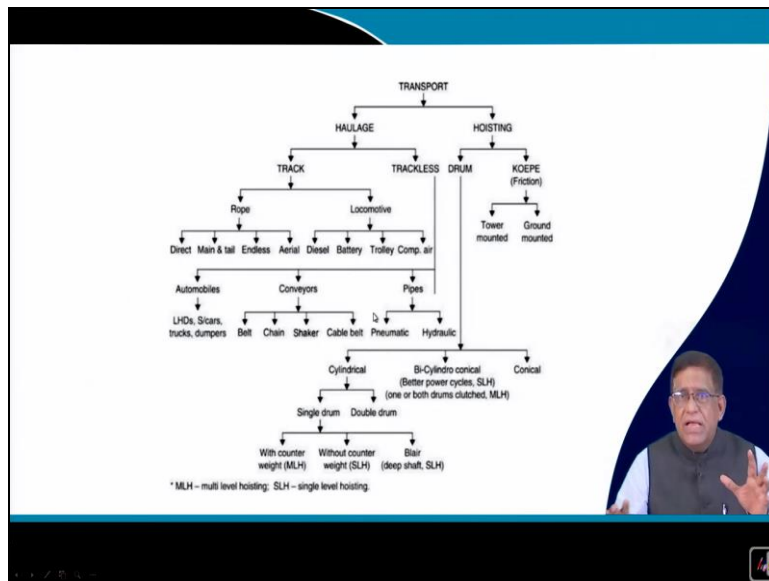 TRANSPORT
HAULAGE HOISTING
TRACK TRACKLESS DRUM KOEPE
(Friction)
Rope Locomotive Tower mounted Ground mounted
Direct Main & tail Endless Aerial Diesel Battery Trolley Comp. air
Automobiles Conveyors Pipes
LHDs, S/cars,
trucks, dumpers
Belt Chain Shaker Cable belt Pneumatic Hydraulic
Cylindrical Bi-Cylindro conical Conical
(Better power cycles, SLH)
(one or both drums clutched, MLH)
Single drum Double drum
With counter weight (MLH) Without counter weight (SLH) Blair
(deep shaft, SLH)
* MLH – multi level hoisting; SLH – single level hoisting.